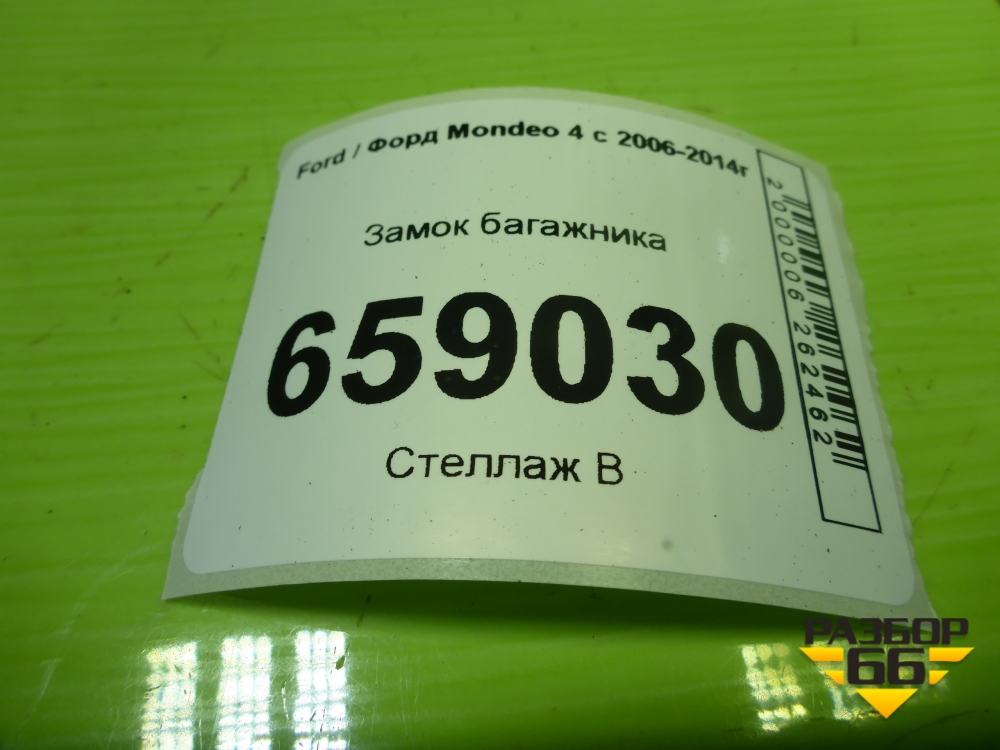 Ford / Форд Mondeo 4 с 2006-2014г
Замок багажника
659030
Стеллаж В
2000006262462
РАЗБОР
66